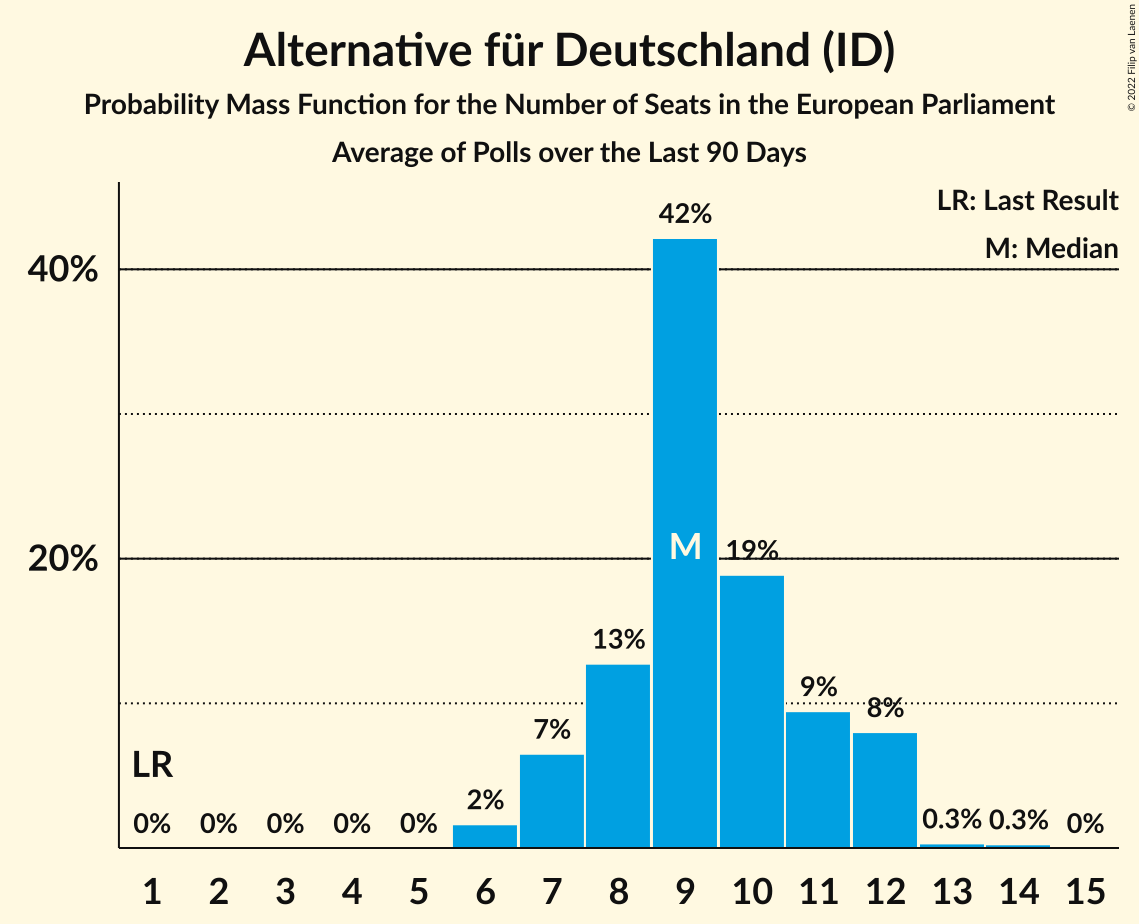 Alternative für Deutschland (ID)
Probability Mass Function for the Number of Seats in the European Parliament
Average of Polls over the Last 90 Days
© 2022 Filip van Laenen
LR: Last Result
M: Median
40%
20%
42%
M
19%
13%
9%
8%
7%
LR
2%
0% 0% 0% 0% 0% 0.3% 0.3% 0%
1 2 3 4 5 6 7 8 9 10 11 12 13 14 15